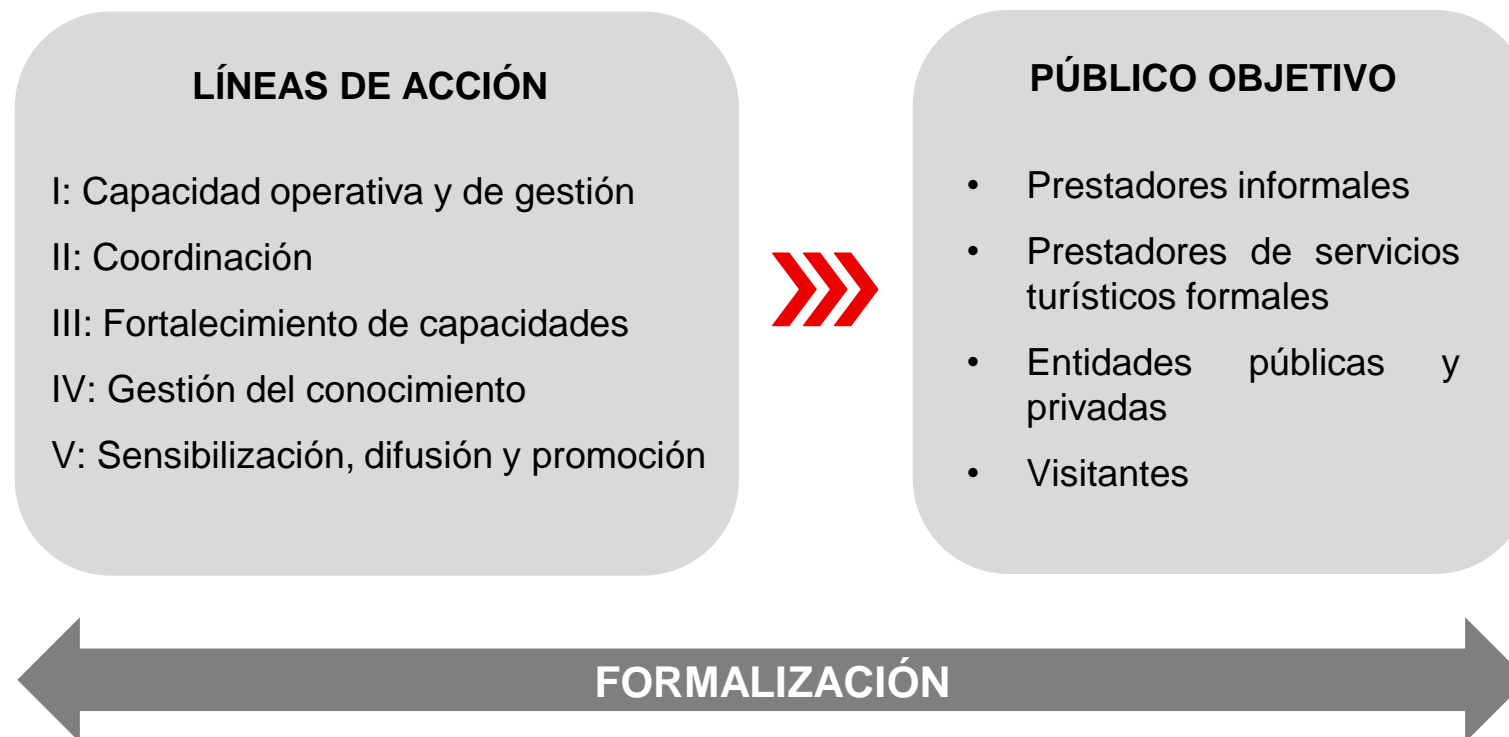 LÍNEAS DE ACCIÓN
I: Capacidad operativa y de gestión
II: Coordinación
III: Fortalecimiento de capacidades
IV: Gestión del conocimiento
V: Sensibilización, difusión y promoción
PÚBLICO OBJETIVO
• Prestadores informales
• Prestadores de servicios
turísticos formales
• Entidades públicas y
privadas
• Visitantes
FORMALIZACIÓN